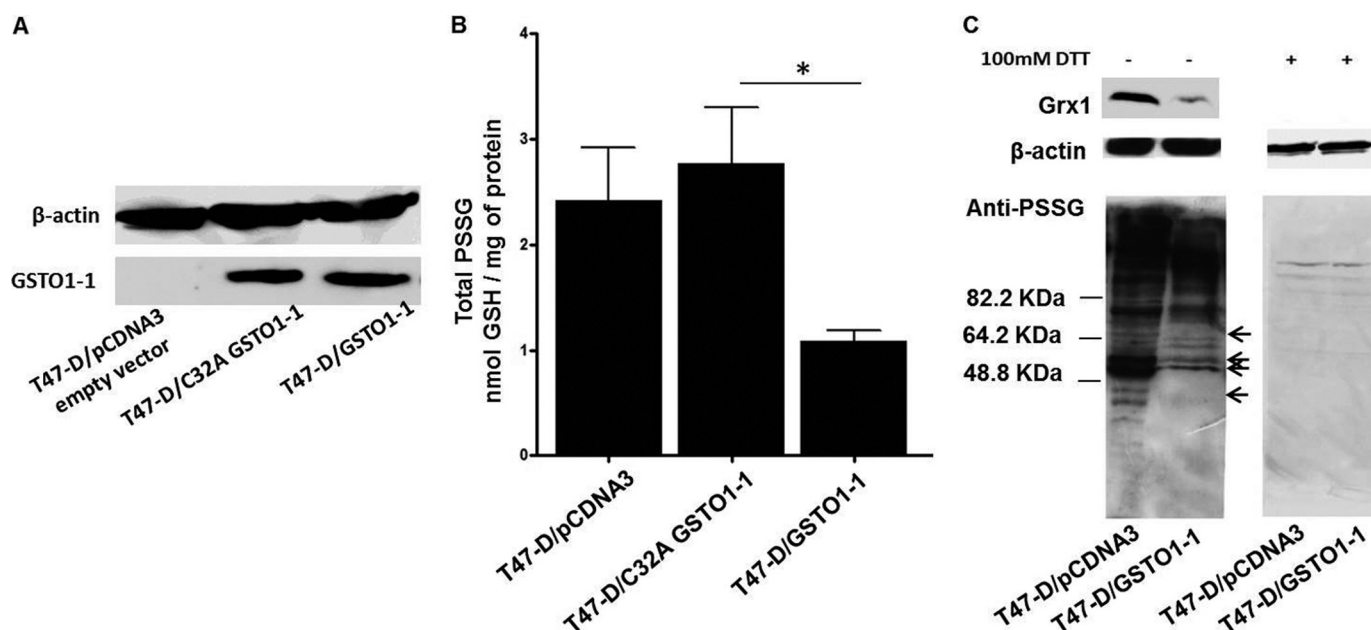 A
β-actin
GSTO1-1
T47-D/pCDNA3
empty vector
T47-D/C32A GSTO1-1
T47-D/GSTO1-1
B
Total PSSG
nmol GSH / mg of protein
4
3
2
1
0
*
T47-D/pCDNA3
T47-D/C32A GSTO1-1
T47-D/GSTO1-1
C
100mM DTT - - + +
Grx1
β-actin
Anti-PSSG
82.2 KDa
64.2 KDa
48.8 KDa
T47-D/pCDNA3
T47-D/GSTO1-1
T47-D/pCDNA3
T47-D/GSTO1-1